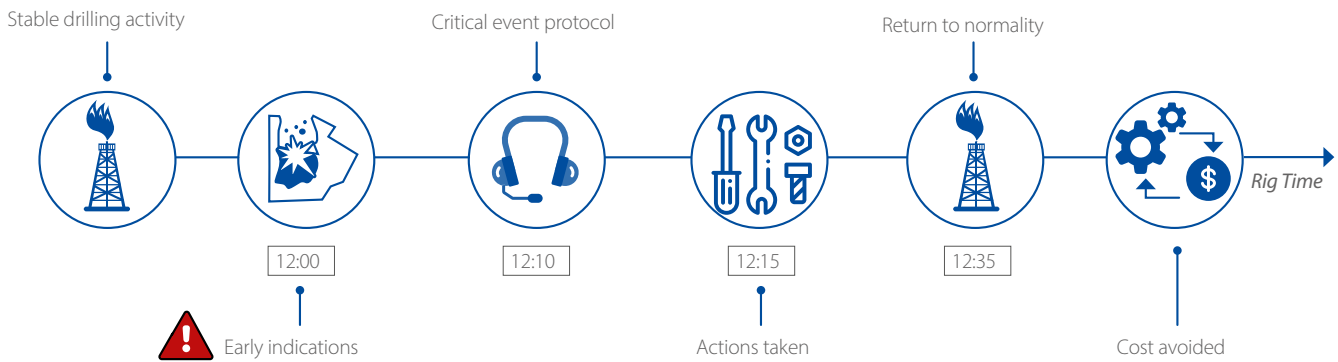 Stable drilling activity
Critical event protocol
Return to normality
$
Rig Time
12:00
12:10
12:15
12:35
!
Early indications
Actions taken
Cost avoided